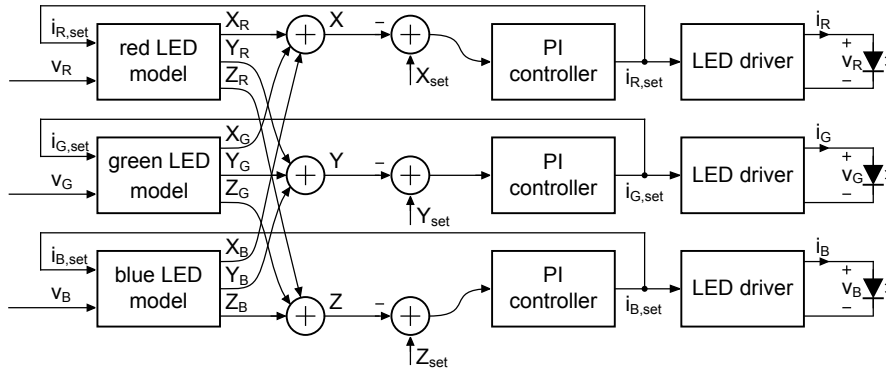 i_R,set
v_R
red LED
model
X_R
Y_R
Z_R
+
X
−
X_set
PI
controller
i_R,set
LED driver
i_R
+
v_R
−
i_G,set
v_G
green LED
model
X_G
Y_G
Z_G
+
Y
−
Y_set
PI
controller
i_G,set
LED driver
i_G
+
v_G
−
i_B,set
v_B
blue LED
model
X_B
Y_B
Z_B
+
Z
−
Z_set
PI
controller
i_B,set
LED driver
i_B
+
v_B
−